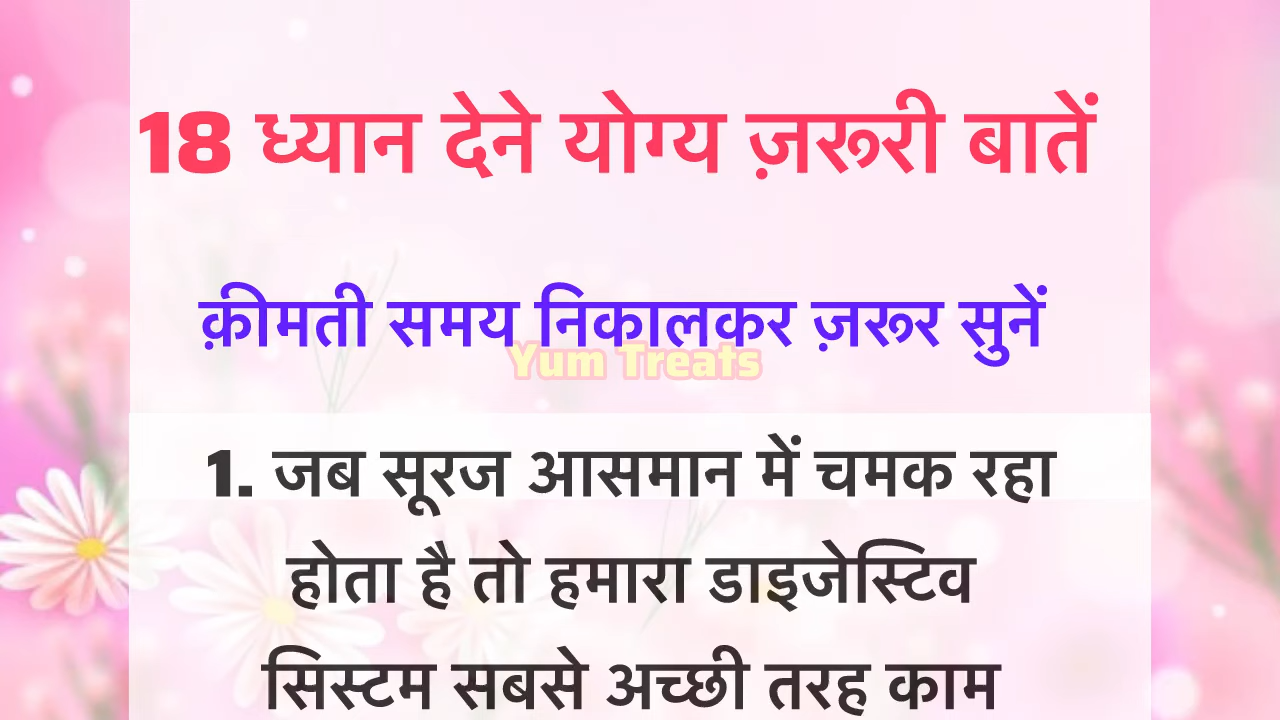 18 ध्यान देने योग्य ज़रूरी बातें
क़ीमती समय निकालकर ज़रूर सुनें
Yum Treats
1. जब सूरज आसमान में चमक रहा
होता है तो हमारा डाइजेस्टिव
सिस्टम सबसे अच्छी तरह काम